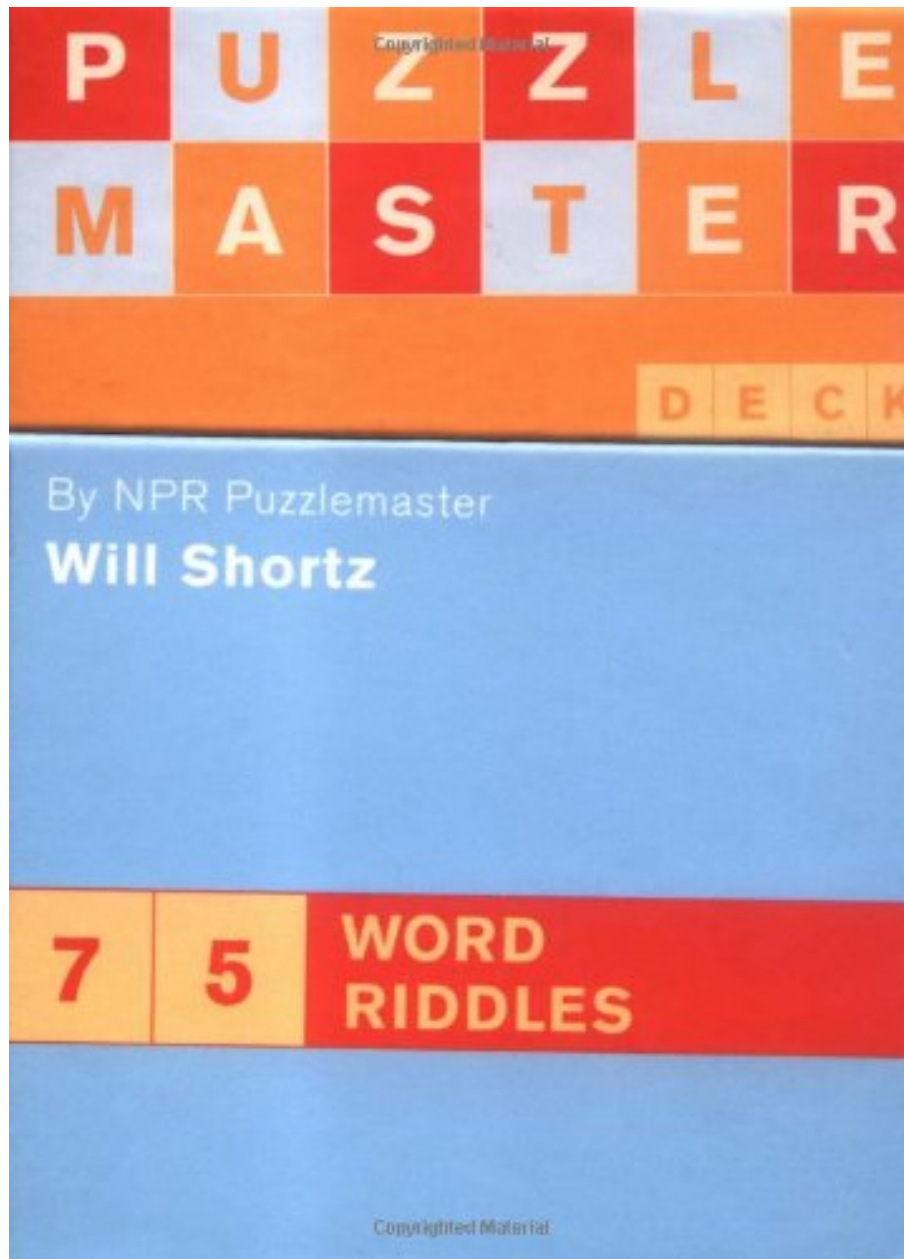 Copyrighted Material
PUZZLE
MASTER
DECK
By NPR Puzzlemaster
Will Shortz
75 WORD
RIDDLES
Copyrighted Material